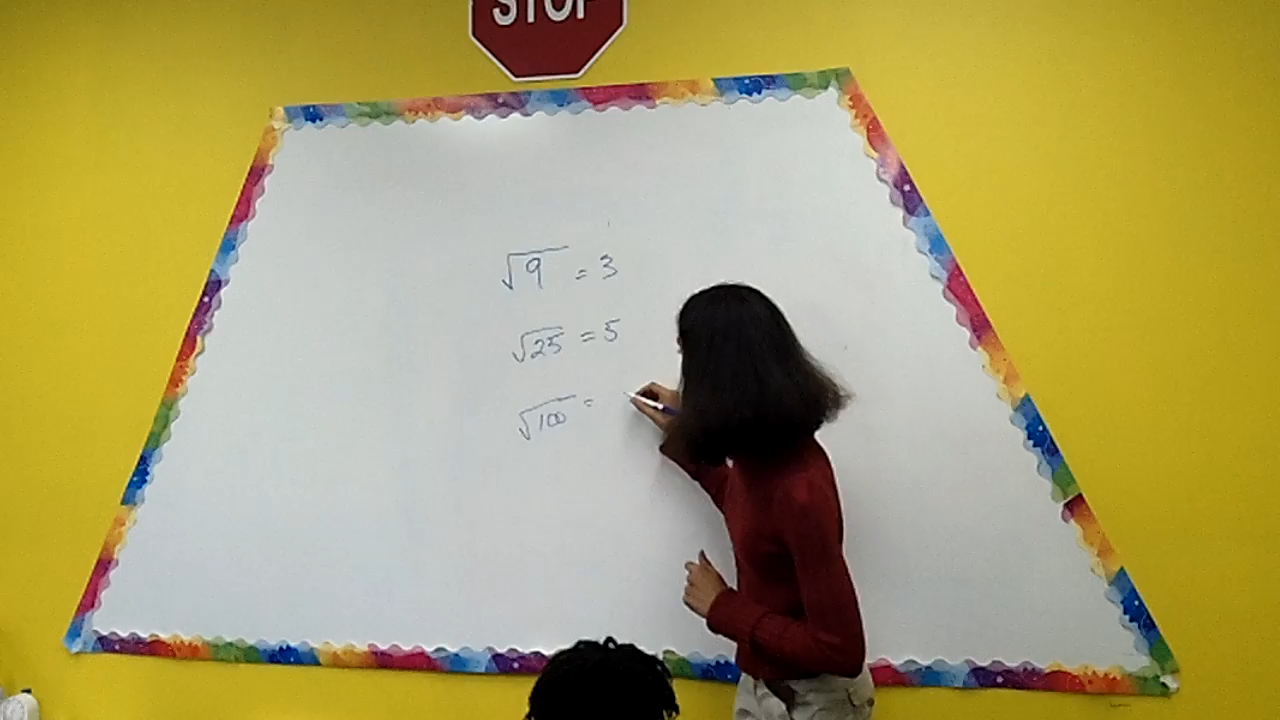 STOP
√9 = 3
√25 = 5
√100 =